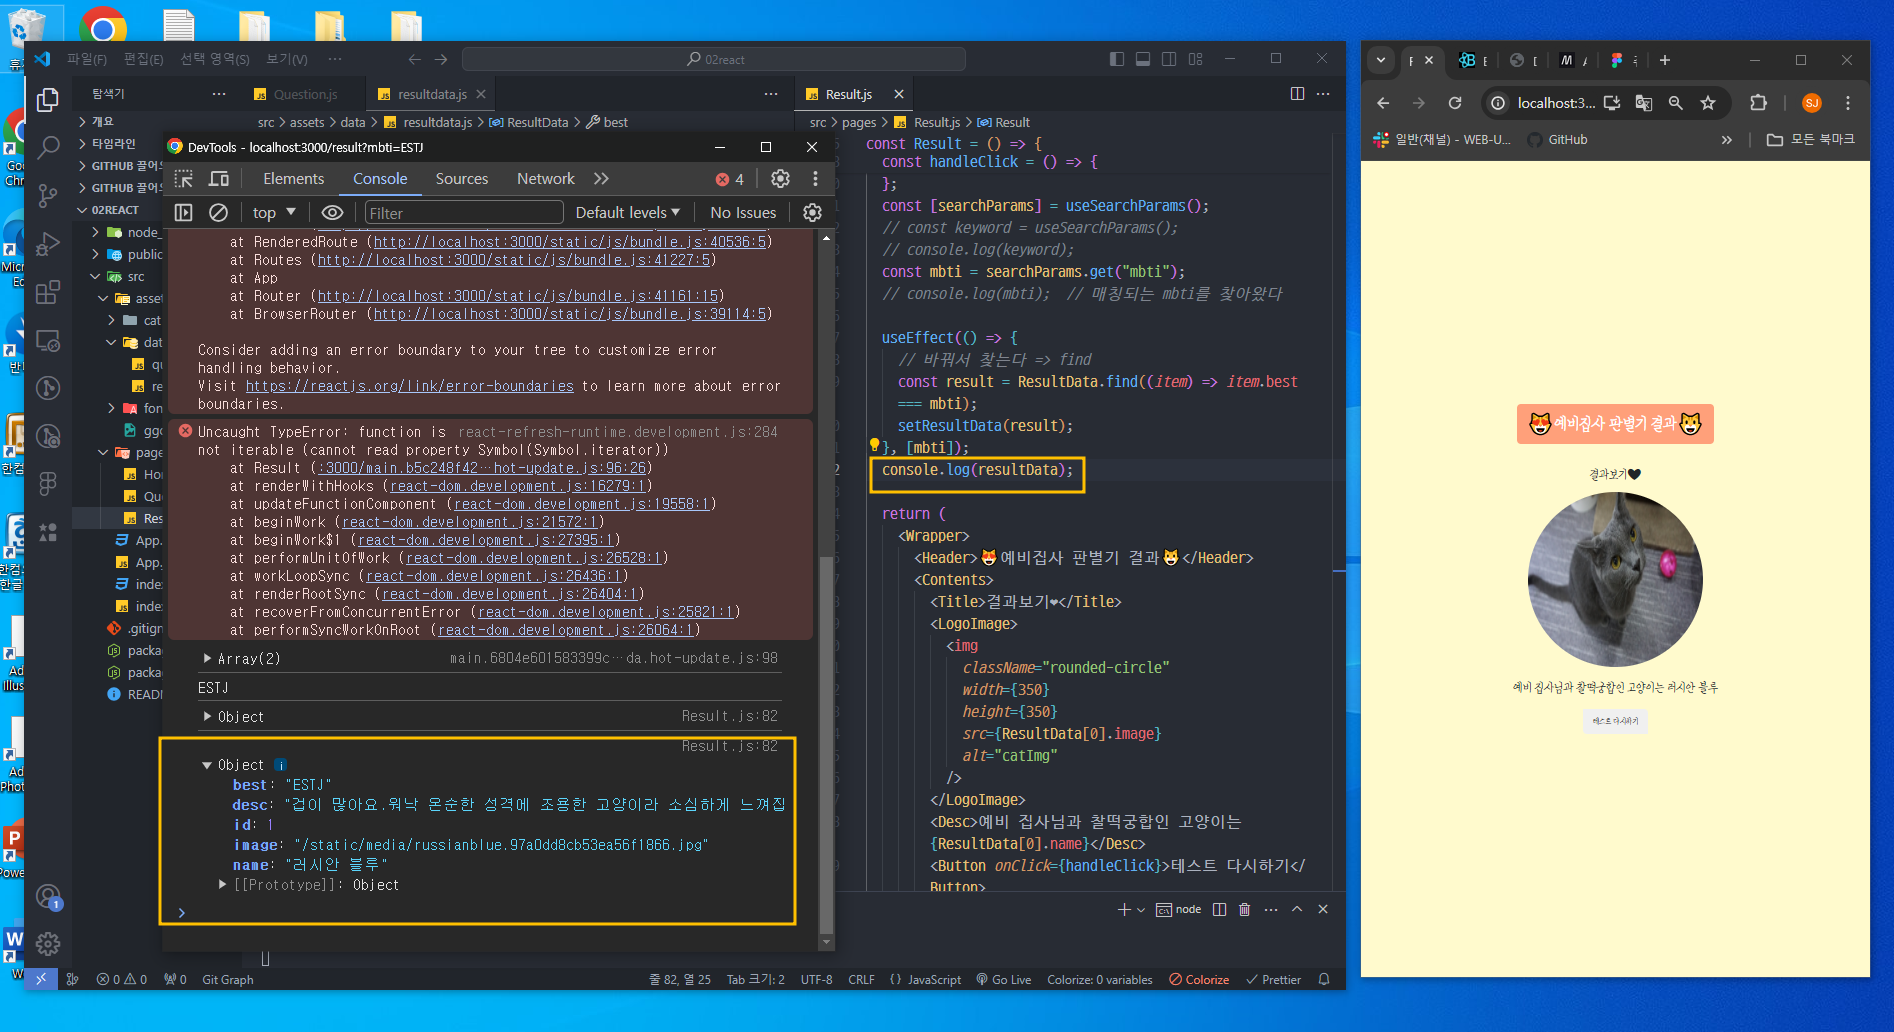 파일(F) 편집(E) 선택 영역(S) 보기(V) ···
02react
탐색기
Question.js
resultdata.js
Result.js
src > assets > data > resultdata.js > ResultData > best
src > pages > Result.js > Result
개요
타임라인
GITHUB 끌어오
GITHUB 끌어오
02REACT
node_
public
src
asse
cat
dat
qu
re
fon
ggc
page
Ho
Qu
Res
App.
App.
inde
inde
.gitign
packa
packa
READ
DevTools - localhost:3000/result?mbti=ESTJ
Elements Console Sources Network
4
top
Filter
Default levels
No Issues
at RenderedRoute (http://localhost:3000/static/js/bundle.js:40536:5)
at Routes (http://localhost:3000/static/js/bundle.js:41227:5)
at App
at Router (http://localhost:3000/static/js/bundle.js:41161:15)
at BrowserRouter (http://localhost:3000/static/js/bundle.js:39114:5)
Consider adding an error boundary to your tree to customize error
handling behavior.
Visit https://reactjs.org/link/error-boundaries to learn more about error
boundaries.
Uncaught TypeError: function is react-refresh-runtime.development.js:284
not iterable (cannot read property Symbol(Symbol.iterator))
at Result (:3000/main.b5c248f42…hot-update.js:96:26)
at renderWithHooks (react-dom.development.js:16279:1)
at updateFunctionComponent (react-dom.development.js:19558:1)
at beginWork (react-dom.development.js:21572:1)
at beginWork$1 (react-dom.development.js:27395:1)
at performUnitOfWork (react-dom.development.js:26528:1)
at workLoopSync (react-dom.development.js:26436:1)
at renderRootSync (react-dom.development.js:26404:1)
at recoverFromConcurrentError (react-dom.development.js:25821:1)
at performSyncWorkOnRoot (react-dom.development.js:26064:1)
Array(2) main.6804e601583399c…da.hot-update.js:98
ESTJ
Object Result.js:82
Result.js:82
Object
best: "ESTJ"
desc: "겁이 많아요.워낙 온순한 성격에 조용한 고양이라 소심하게 느껴집
id: 1
image: "/static/media/russianblue.97a0dd8cb53ea56f1866.jpg"
name: "러시안 블루"
[[Prototype]]: Object
const Result = () => {
const handleClick = () => {
};
const [searchParams] = useSearchParams();
// const keyword = useSearchParams();
// console.log(keyword);
const mbti = searchParams.get("mbti");
// console.log(mbti); // 매칭되는 mbti를 찾아왔다
useEffect(() => {
// 바꿔서 찾는다 => find
const result = ResultData.find((item) => item.best
=== mbti);
setResultData(result);
}, [mbti]);
console.log(resultData);
return (
<Wrapper>
<Header>😻예비집사 판별기 결과😺</Header>
<Contents>
<Title>결과보기❤</Title>
<LogoImage>
<img
className="rounded-circle"
width={350}
height={350}
src={ResultData[0].image}
alt="catImg"
/>
</LogoImage>
<Desc>예비 집사님과 찰떡궁합인 고양이는
{ResultData[0].name}</Desc>
<Button onClick={handleClick}>테스트 다시하기</
Button>
node
0 0 0 Git Graph
줄 82, 열 25 Tab 크기: 2 UTF-8 CRLF {} JavaScript Go Live Colorize: 0 variables Colorize Prettier
localhost:3...
SJ
일반(채널) - WEB-U... GitHub » 모든 북마크
😻예비집사 판별기 결과😺
결과보기🖤
예비 집사님과 찰떡궁합인 고양이는 러시안 블루
테스트 다시하기